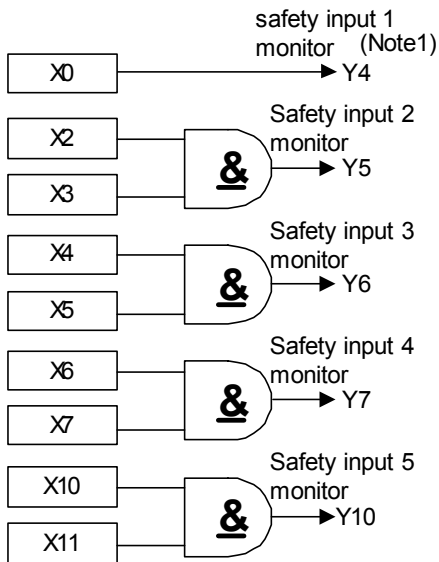 safety input 1
monitor (Note1)
X0
Y4
Safety input 2
X2
monitor
&
Y5
X3
Safety input 3
X4
monitor
&
Y6
X5
Safety input 4
X6
monitor
&
Y7
X7
Safety input 5
X10
monitor
&
Y10
X11